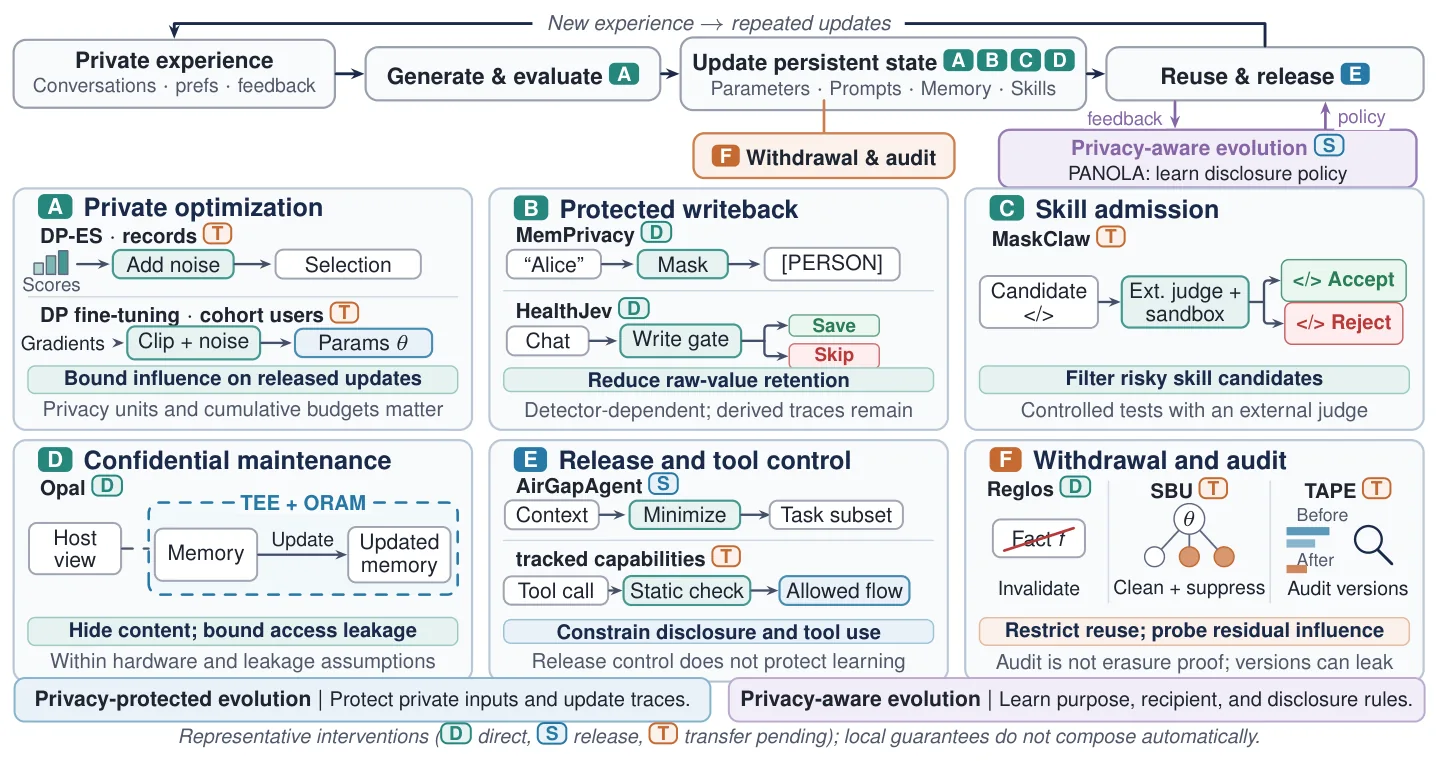 New experience → repeated updates
Private experience
Conversations · prefs · feedback
Generate & evaluate A
Update persistent state A B C D
Parameters · Prompts · Memory · Skills
Reuse & release E
feedback
policy
F Withdrawal & audit
Privacy-aware evolution S
PANOLA: learn disclosure policy
A Private optimization
DP-ES · records T
Scores
Add noise
Selection
DP fine-tuning · cohort users T
Gradients
Clip + noise
Params θ
Bound influence on released updates
Privacy units and cumulative budgets matter
B Protected writeback
MemPrivacy D
“Alice”
Mask
[PERSON]
HealthJev D
Chat
Write gate
Save
Skip
Reduce raw-value retention
Detector-dependent; derived traces remain
C Skill admission
MaskClaw T
Candidate
</>
Ext. judge +
sandbox
</> Accept
</> Reject
Filter risky skill candidates
Controlled tests with an external judge
D Confidential maintenance
Opal D
TEE + ORAM
Host
view
Memory
Update
Updated
memory
Hide content; bound access leakage
Within hardware and leakage assumptions
E Release and tool control
AirGapAgent S
Context
Minimize
Task subset
tracked capabilities T
Tool call
Static check
Allowed flow
Constrain disclosure and tool use
Release control does not protect learning
F Withdrawal and audit
Reglos D
Fact f
Invalidate
SBU T
θ
Clean + suppress
TAPE T
Before
After
Audit versions
Restrict reuse; probe residual influence
Audit is not erasure proof; versions can leak
Privacy-protected evolution | Protect private inputs and update traces.
Privacy-aware evolution | Learn purpose, recipient, and disclosure rules.
Representative interventions (D direct, S release, T transfer pending); local guarantees do not compose automatically.